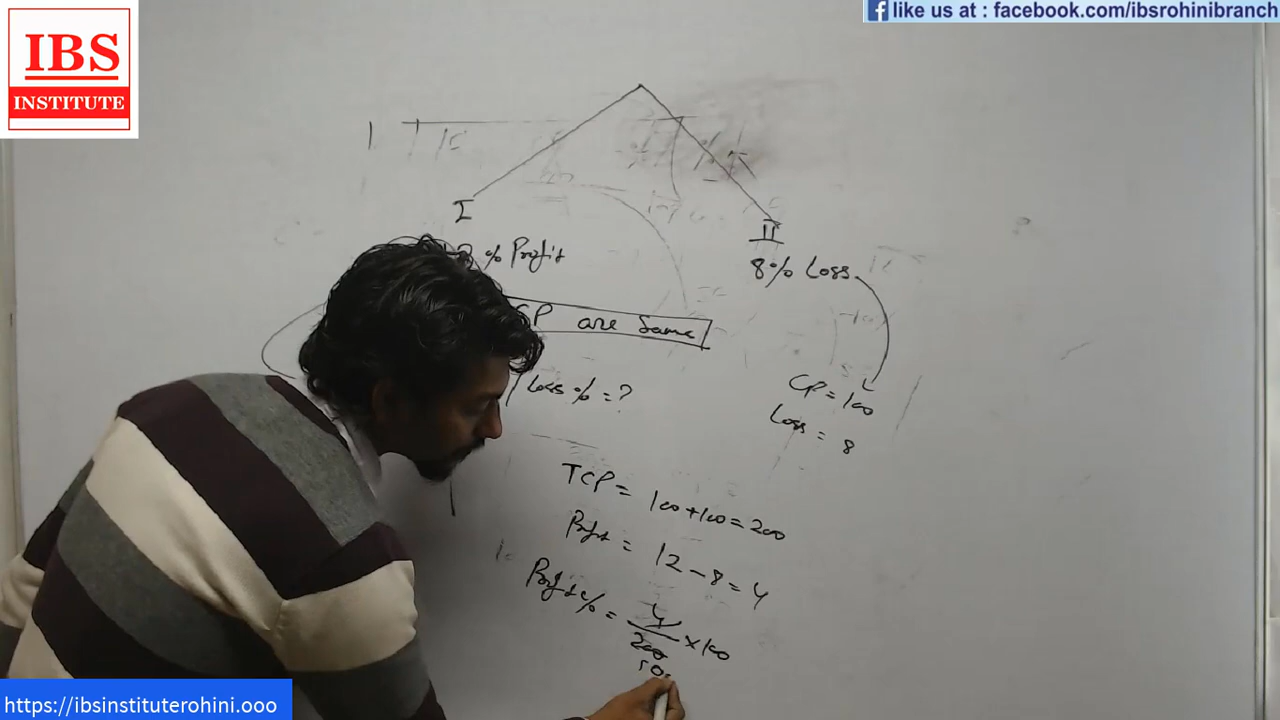 like us at : facebook.com/ibsrohinibranch
IBS
INSTITUTE
I
II
% Profit
8% Loss
CP are Same
Loss % = ?
CP = 100
Loss = 8
TCP = 100+100=200
Profit = 12-8=4
Profit% = 4/200 ×100
50
https://ibsinstituterohini.ooo